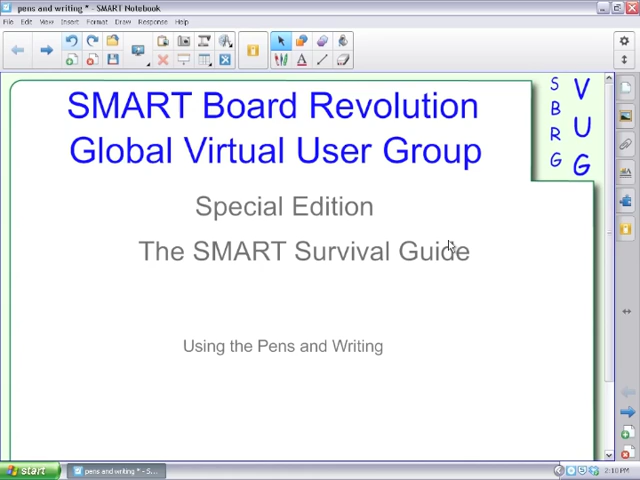 pens and writing * - SMART Notebook
File Edit View Insert Format Draw Response Help
SMART Board Revolution
Global Virtual User Group
S B R G
V U G
Special Edition
The SMART Survival Guide
Using the Pens and Writing
start
pens and writing * - S...
2:10 PM